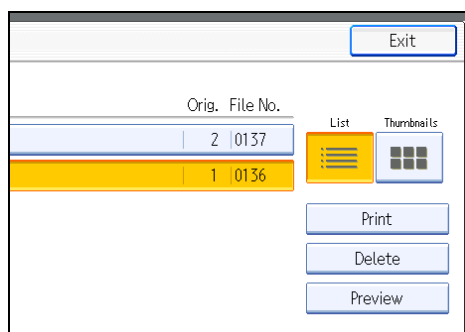 Exit
Orig. File No.
List Thumbnails
2 0137
1 0136
Print
Delete
Preview